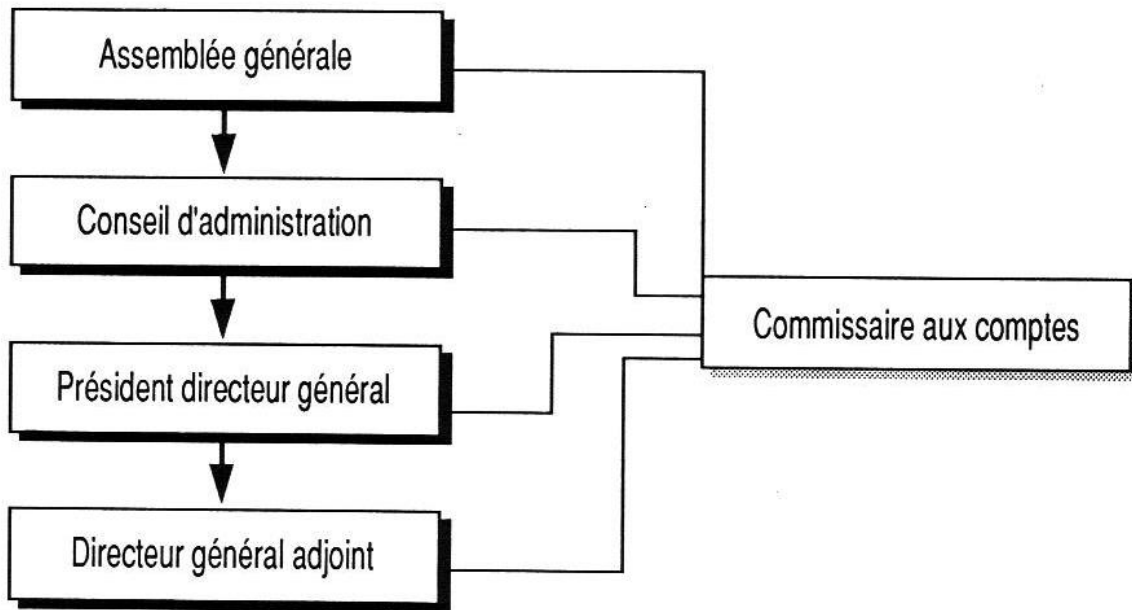 Assemblée générale
Conseil d'administration
Commissaire aux comptes
Président directeur général
Directeur général adjoint